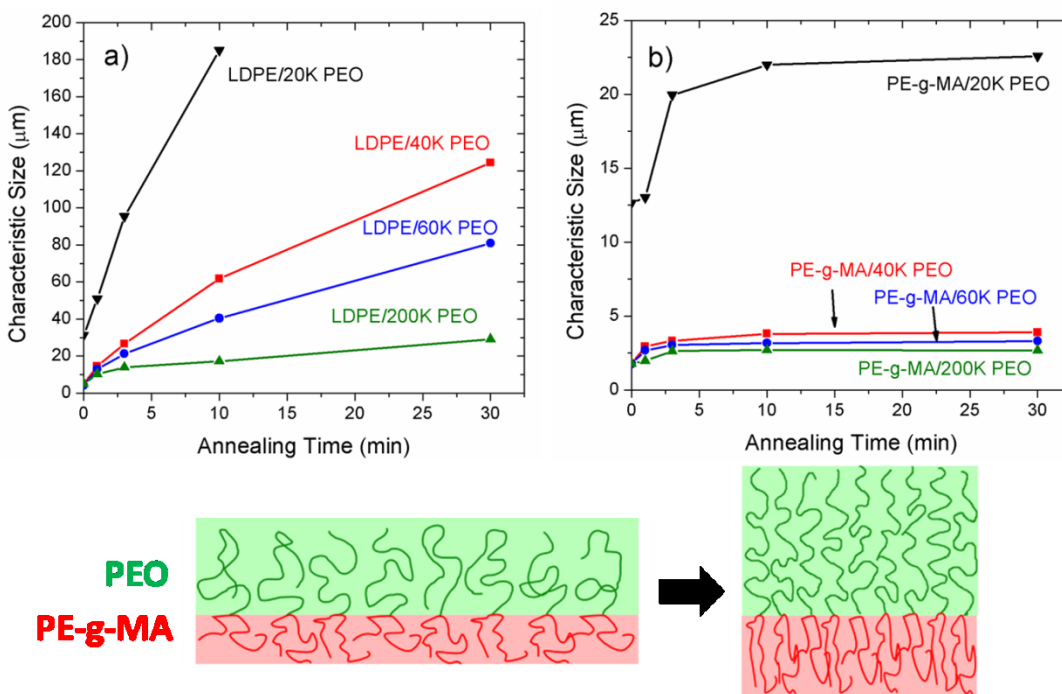 a)
200
180
160
140
120
100
80
60
40
20
0
Characteristic Size (μm)
LDPE/20K PEO
LDPE/40K PEO
LDPE/60K PEO
LDPE/200K PEO
0 5 10 15 20 25 30
Annealing Time (min)
b)
25
20
15
10
5
0
Characteristic Size (μm)
PE-g-MA/20K PEO
PE-g-MA/40K PEO
PE-g-MA/60K PEO
PE-g-MA/200K PEO
0 5 10 15 20 25 30
Annealing Time (min)
PEO
PE-g-MA